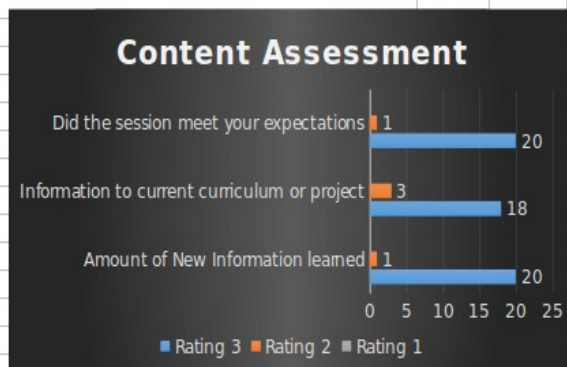 Content Assessment
Did the session meet your expectations
1
20
Information to current curriculum or project
3
18
Amount of New Information learned
1
20
0 5 10 15 20 25
Rating 3 Rating 2 Rating 1